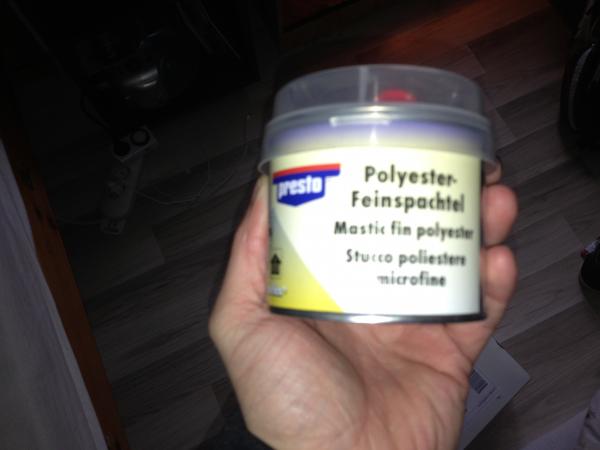 presto
Polyester-
Feinspachtel
Mastic fin polyester
Stucco poliestere
microfine